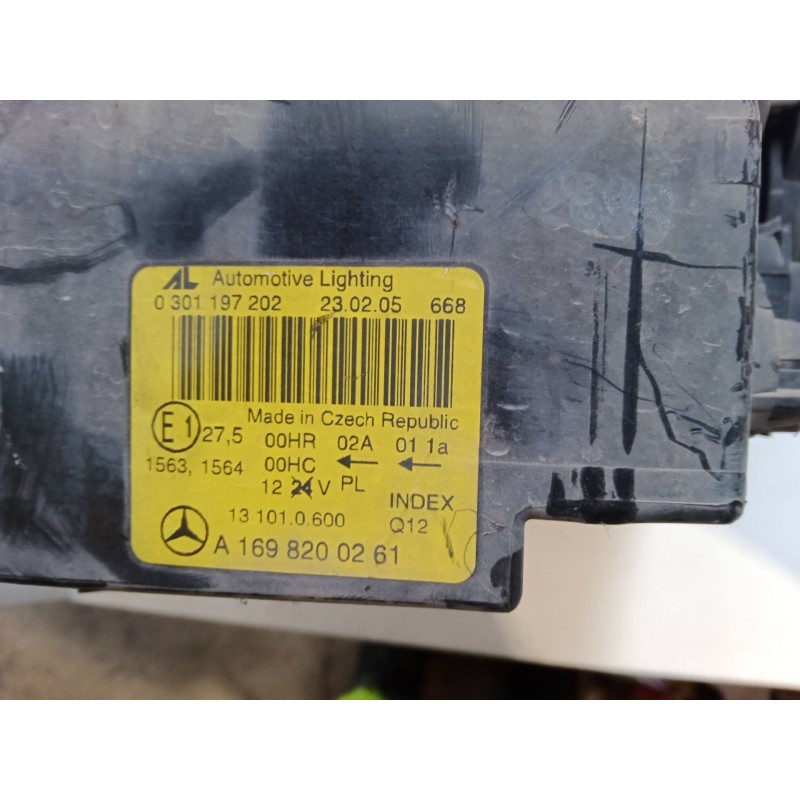 AL Automotive Lighting
0 301 197 202 23.02.05 668
Made in Czech Republic
E1 27,5 00HR 02A 01 1a
1563, 1564 00HC ← ←
12 24 V PL
INDEX
13 101.0.600 Q12
A 169 820 02 61